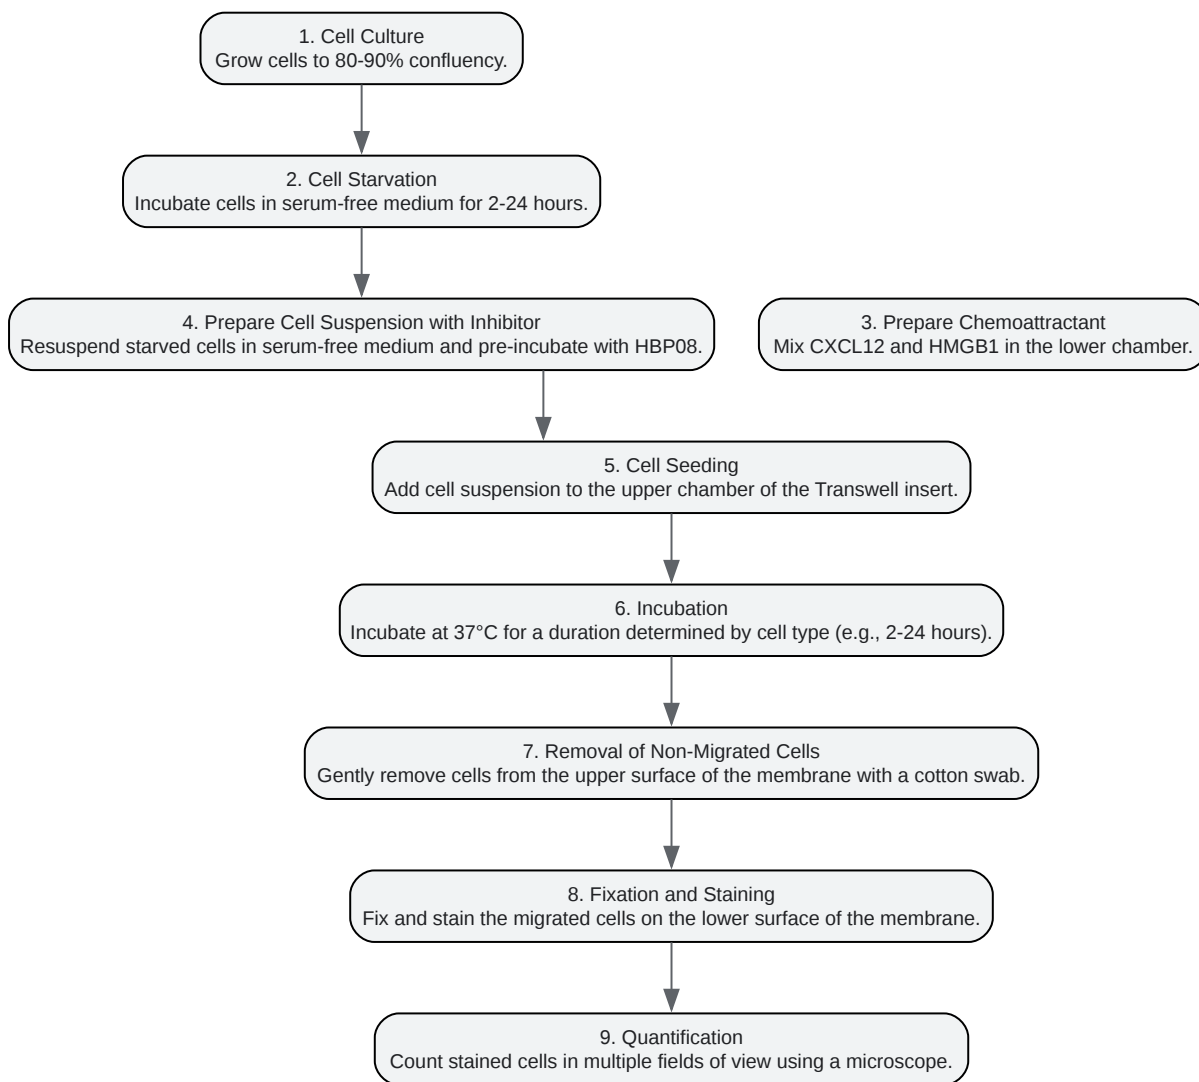 1. Cell Culture
Grow cells to 80-90% confluency.
2. Cell Starvation
Incubate cells in serum-free medium for 2-24 hours.
4. Prepare Cell Suspension with Inhibitor
Resuspend starved cells in serum-free medium and pre-incubate with HBP08.
3. Prepare Chemoattractant
Mix CXCL12 and HMGB1 in the lower chamber.
5. Cell Seeding
Add cell suspension to the upper chamber of the Transwell insert.
6. Incubation
Incubate at 37°C for a duration determined by cell type (e.g., 2-24 hours).
7. Removal of Non-Migrated Cells
Gently remove cells from the upper surface of the membrane with a cotton swab.
8. Fixation and Staining
Fix and stain the migrated cells on the lower surface of the membrane.
9. Quantification
Count stained cells in multiple fields of view using a microscope.